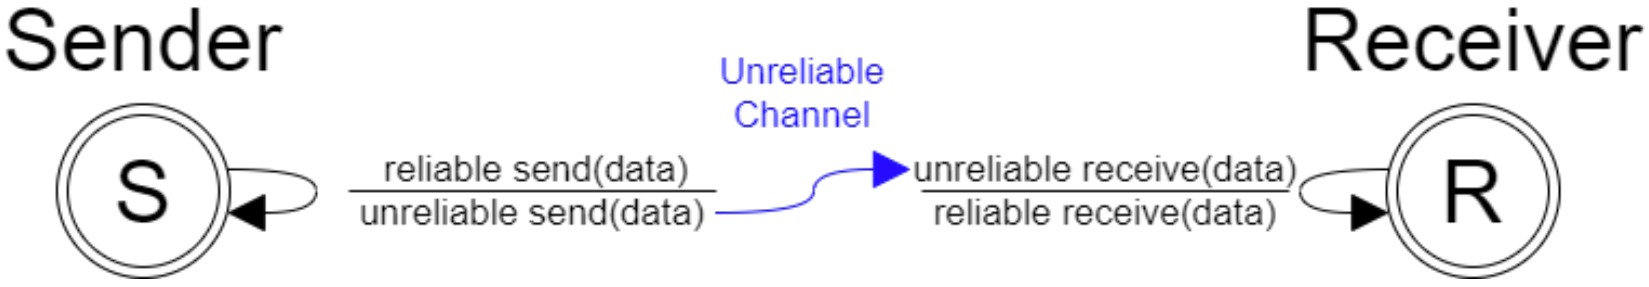 Sender
Receiver
Unreliable
Channel
S
reliable send(data)
unreliable send(data)
unreliable receive(data)
reliable receive(data)
R